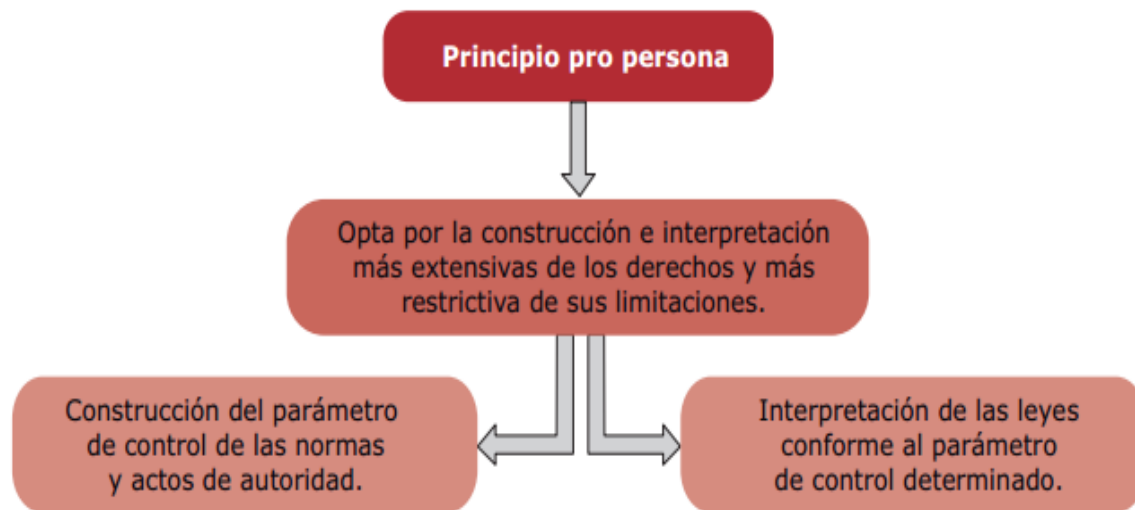 Principio pro persona
Opta por la construcción e interpretación
más extensivas de los derechos y más
restrictiva de sus limitaciones.
Construcción del parámetro
de control de las normas
y actos de autoridad.
Interpretación de las leyes
conforme al parámetro
de control determinado.